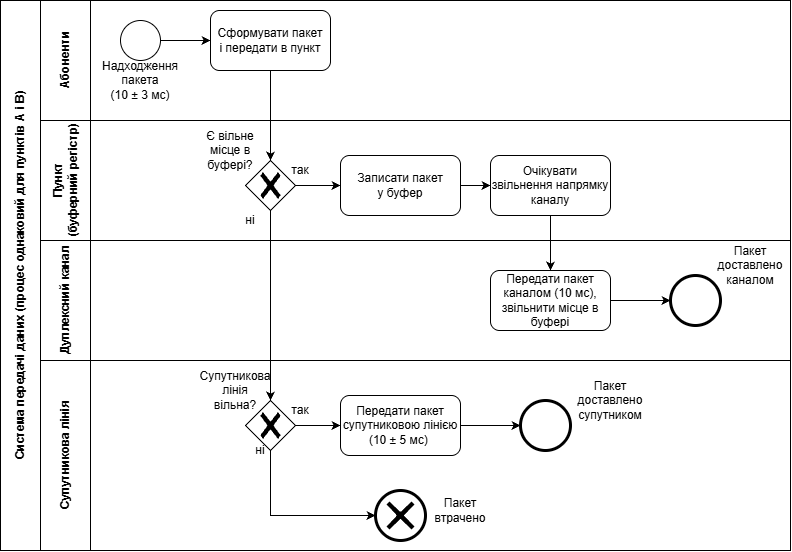 Система передачі даних (процес однаковий для пунктів А і В)
Абоненти
Надходження
пакета
(10 ± 3 мс)
Сформувати пакет
і передати в пункт
Пункт
(буферний регістр)
Є вільне
місце в
буфері?
так
ні
Записати пакет
у буфер
Очікувати
звільнення напрямку
каналу
Дуплексний канал
Передати пакет
каналом (10 мс),
звільнити місце в
буфері
Пакет
доставлено
каналом
Супутникова лінія
Супутникова
лінія
вільна?
так
ні
Передати пакет
супутниковою лінією
(10 ± 5 мс)
Пакет
доставлено
супутником
Пакет
втрачено